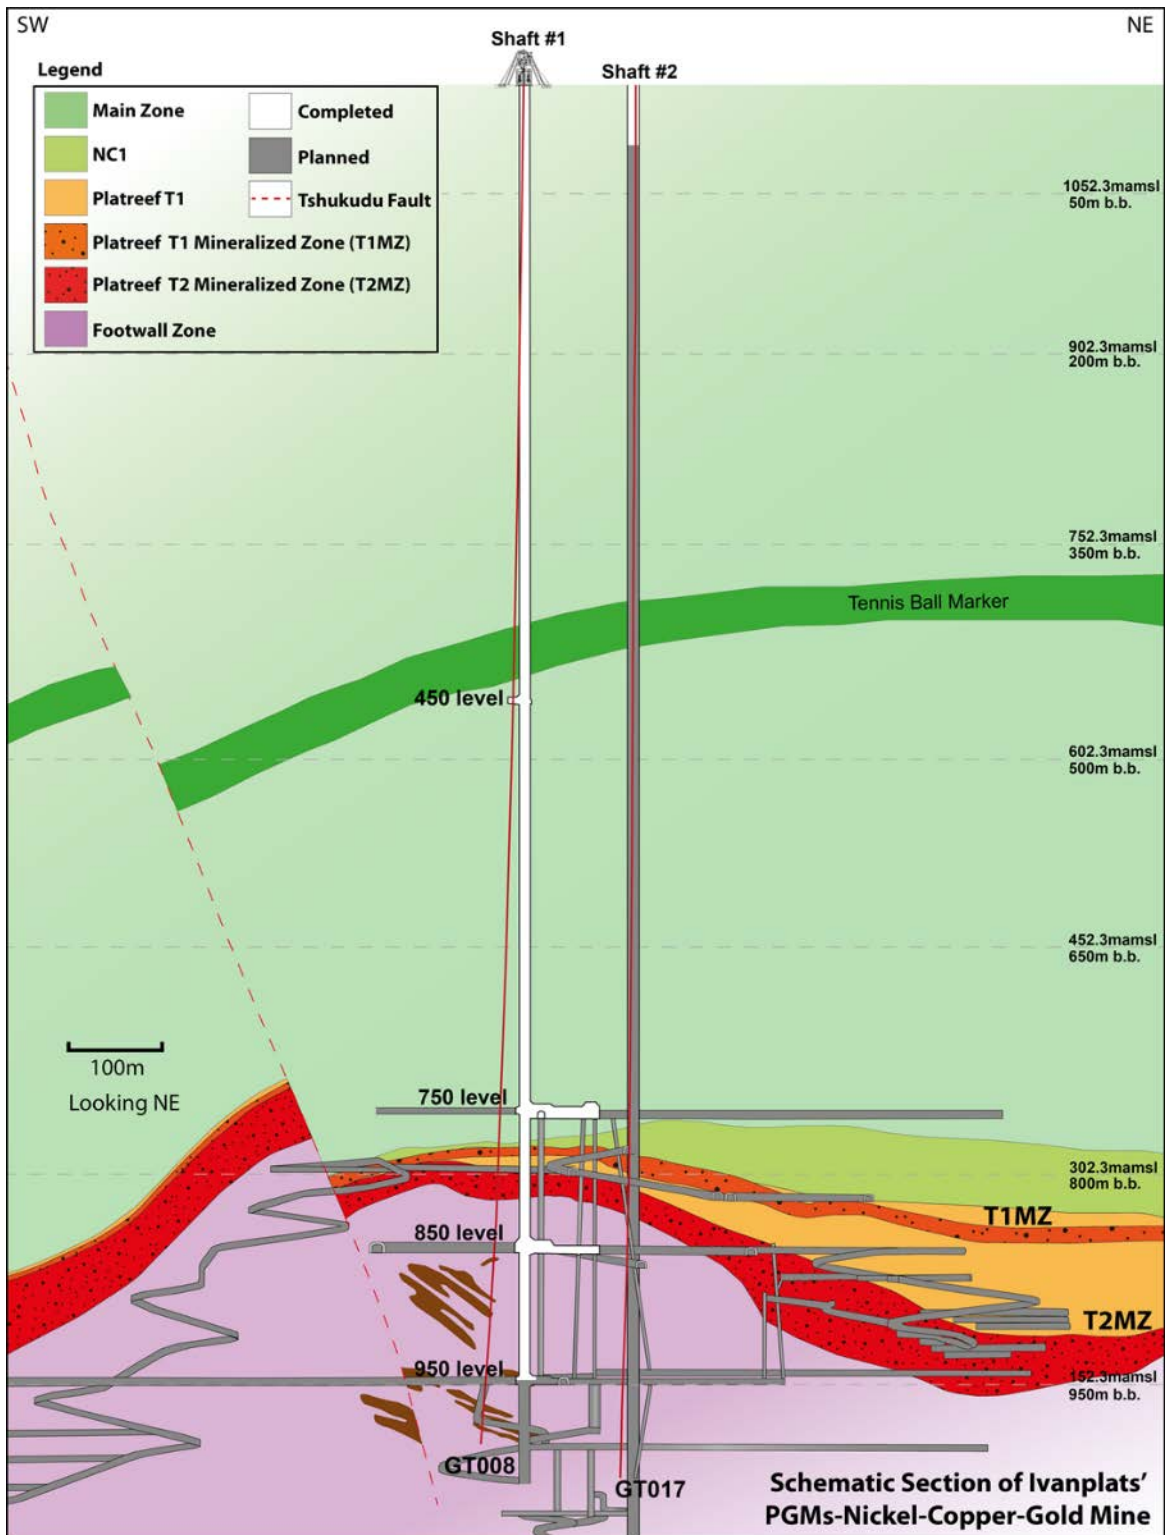 SW
NE
Shaft #1
Shaft #2
Legend
Main Zone
Completed
NC1
Planned
Platreef T1
Tshukudu Fault
Platreef T1 Mineralized Zone (T1MZ)
Platreef T2 Mineralized Zone (T2MZ)
Footwall Zone
1052.3mamsl
50m b.b.
902.3mamsl
200m b.b.
752.3mamsl
350m b.b.
Tennis Ball Marker
450 level
602.3mamsl
500m b.b.
452.3mamsl
650m b.b.
100m
Looking NE
750 level
302.3mamsl
800m b.b.
T1MZ
850 level
T2MZ
950 level
152.3mamsl
950m b.b.
GT008
GT017
Schematic Section of Ivanplats'
PGMs-Nickel-Copper-Gold Mine